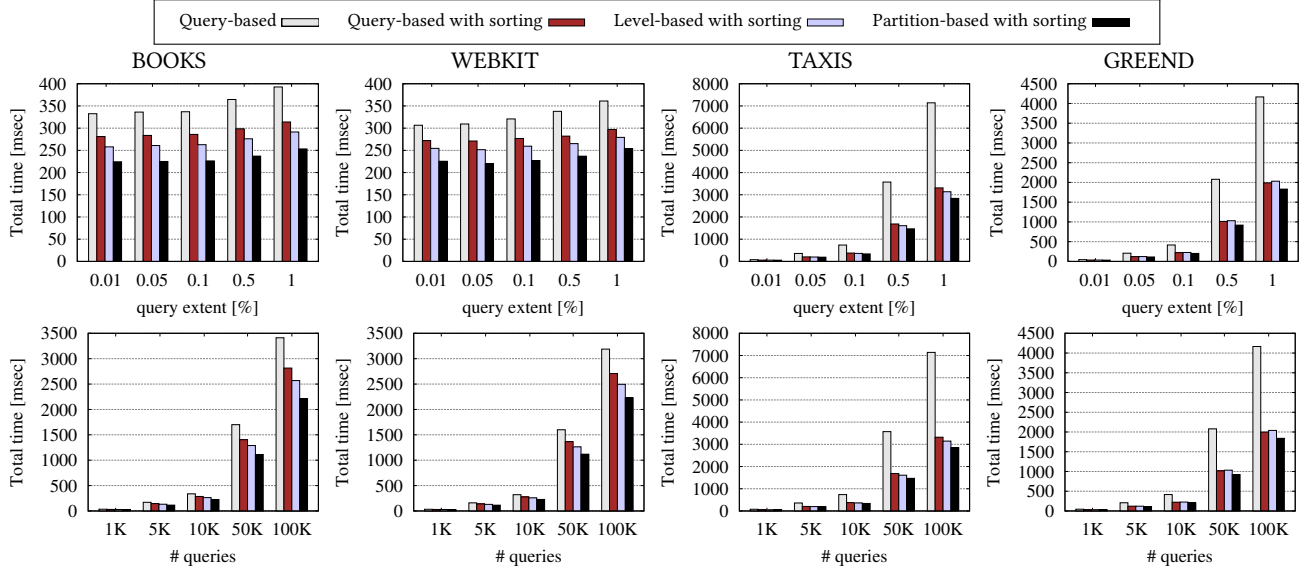 Query-based Query-based with sorting Level-based with sorting Partition-based with sorting
BOOKS WEBKIT TAXIS GREEND
Total time [msec]
400
350
300
250
200
150
100
50
0
0.01 0.05 0.1 0.5 1
query extent [%]
Total time [msec]
400
350
300
250
200
150
100
50
0
0.01 0.05 0.1 0.5 1
query extent [%]
Total time [msec]
8000
7000
6000
5000
4000
3000
2000
1000
0
0.01 0.05 0.1 0.5 1
query extent [%]
Total time [msec]
4500
4000
3500
3000
2500
2000
1500
1000
500
0
0.01 0.05 0.1 0.5 1
query extent [%]
Total time [msec]
3500
3000
2500
2000
1500
1000
500
0
1K 5K 10K 50K 100K
# queries
Total time [msec]
3500
3000
2500
2000
1500
1000
500
0
1K 5K 10K 50K 100K
# queries
Total time [msec]
8000
7000
6000
5000
4000
3000
2000
1000
0
1K 5K 10K 50K 100K
# queries
Total time [msec]
4500
4000
3500
3000
2500
2000
1500
1000
500
0
1K 5K 10K 50K 100K
# queries